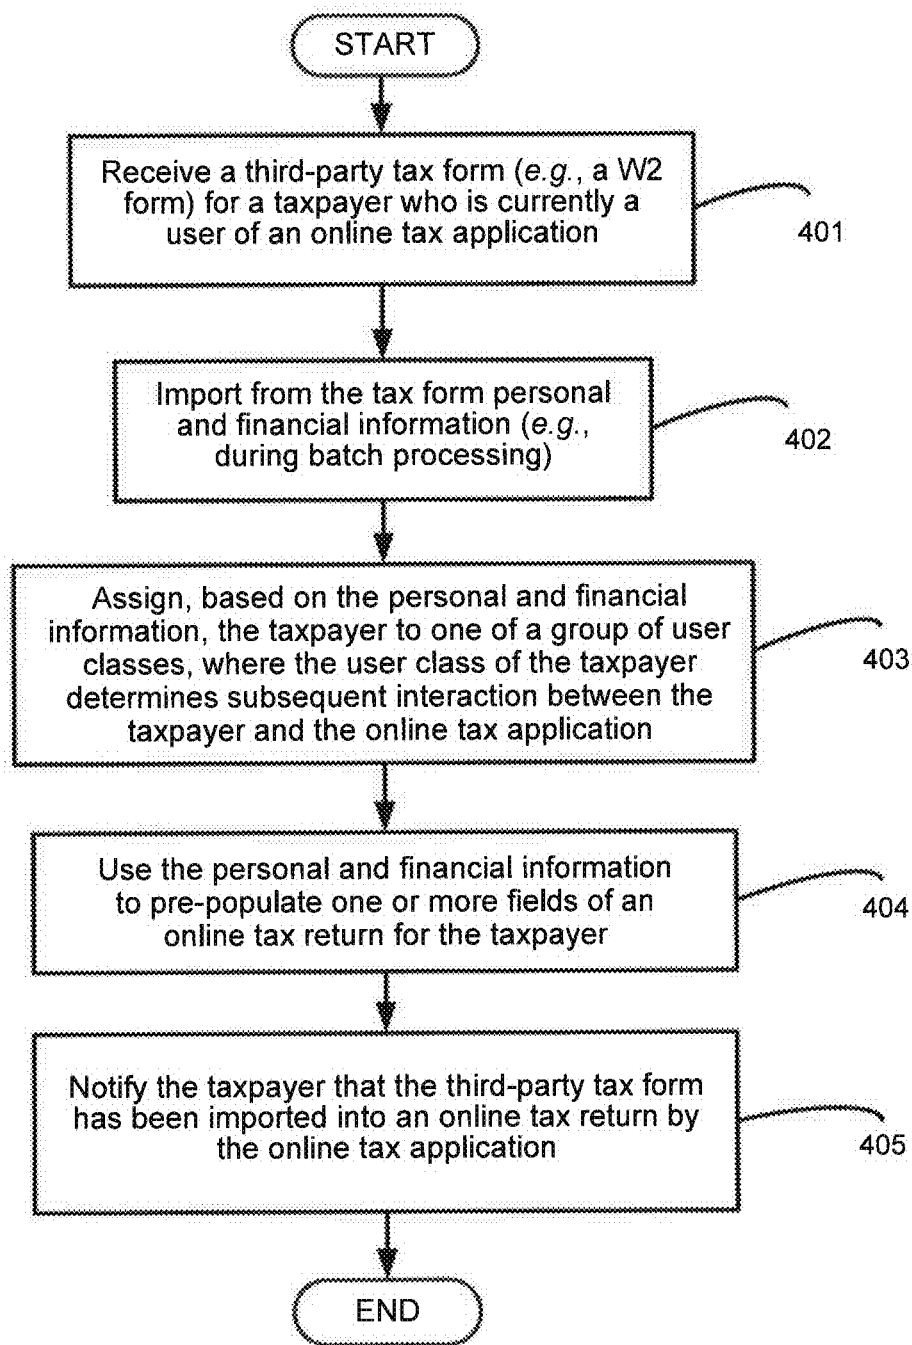 START
Receive a third-party tax form (e.g., a W2
form) for a taxpayer who is currently a
user of an online tax application
401
Import from the tax form personal
and financial information (e.g.,
during batch processing)
402
Assign, based on the personal and financial
information, the taxpayer to one of a group of user
classes, where the user class of the taxpayer
determines subsequent interaction between the
taxpayer and the online tax application
403
Use the personal and financial information
to pre-populate one or more fields of an
online tax return for the taxpayer
404
Notify the taxpayer that the third-party tax form
has been imported into an online tax return by
the online tax application
405
END